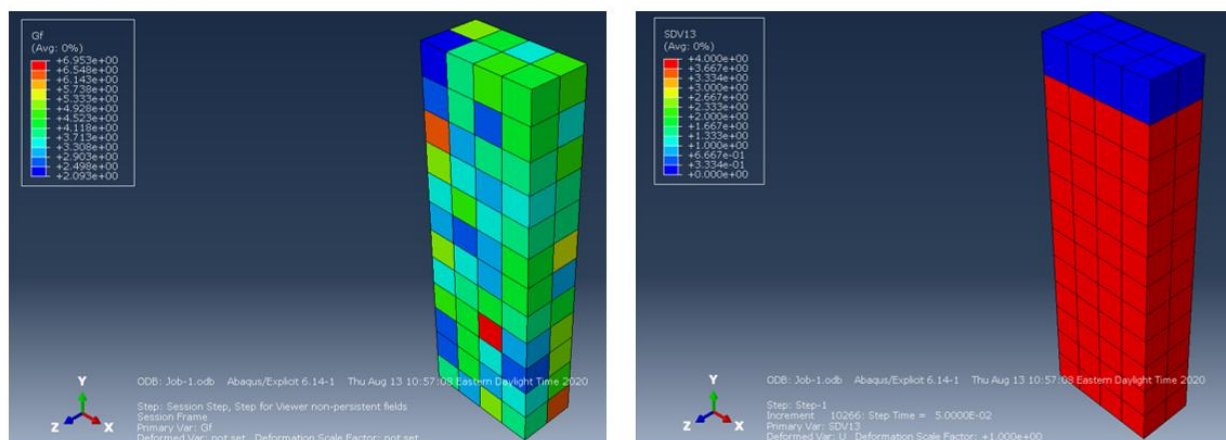 Gf
(Avg: 0%)
+6.953e+00
+6.548e+00
+6.143e+00
+5.738e+00
+5.333e+00
+4.928e+00
+4.523e+00
+4.118e+00
+3.713e+00
+3.308e+00
+2.903e+00
+2.498e+00
+2.093e+00
Y
Z
X
ODB: Job-1.odb Abaqus/Explicit 6.14-1 Thu Aug 13 10:57:08 Eastern Daylight Time 2020
Step: Session Step, Step for Viewer non-persistent fields
Session Frame
Primary Var: Gf
Deformed Var: not set Deformation Scale Factor: not set
SDV13
(Avg: 0%)
+4.000e+00
+3.667e+00
+3.334e+00
+3.000e+00
+2.667e+00
+2.333e+00
+2.000e+00
+1.667e+00
+1.333e+00
+1.000e+00
+6.667e-01
+3.334e-01
+0.000e+00
Y
Z
X
ODB: Job-1.odb Abaqus/Explicit 6.14-1 Thu Aug 13 10:57:08 Eastern Daylight Time 2020
Step: Step-1
Increment 10266: Step Time = 5.0000E-02
Primary Var: SDV13
Deformed Var: U Deformation Scale Factor: +1.000e+00